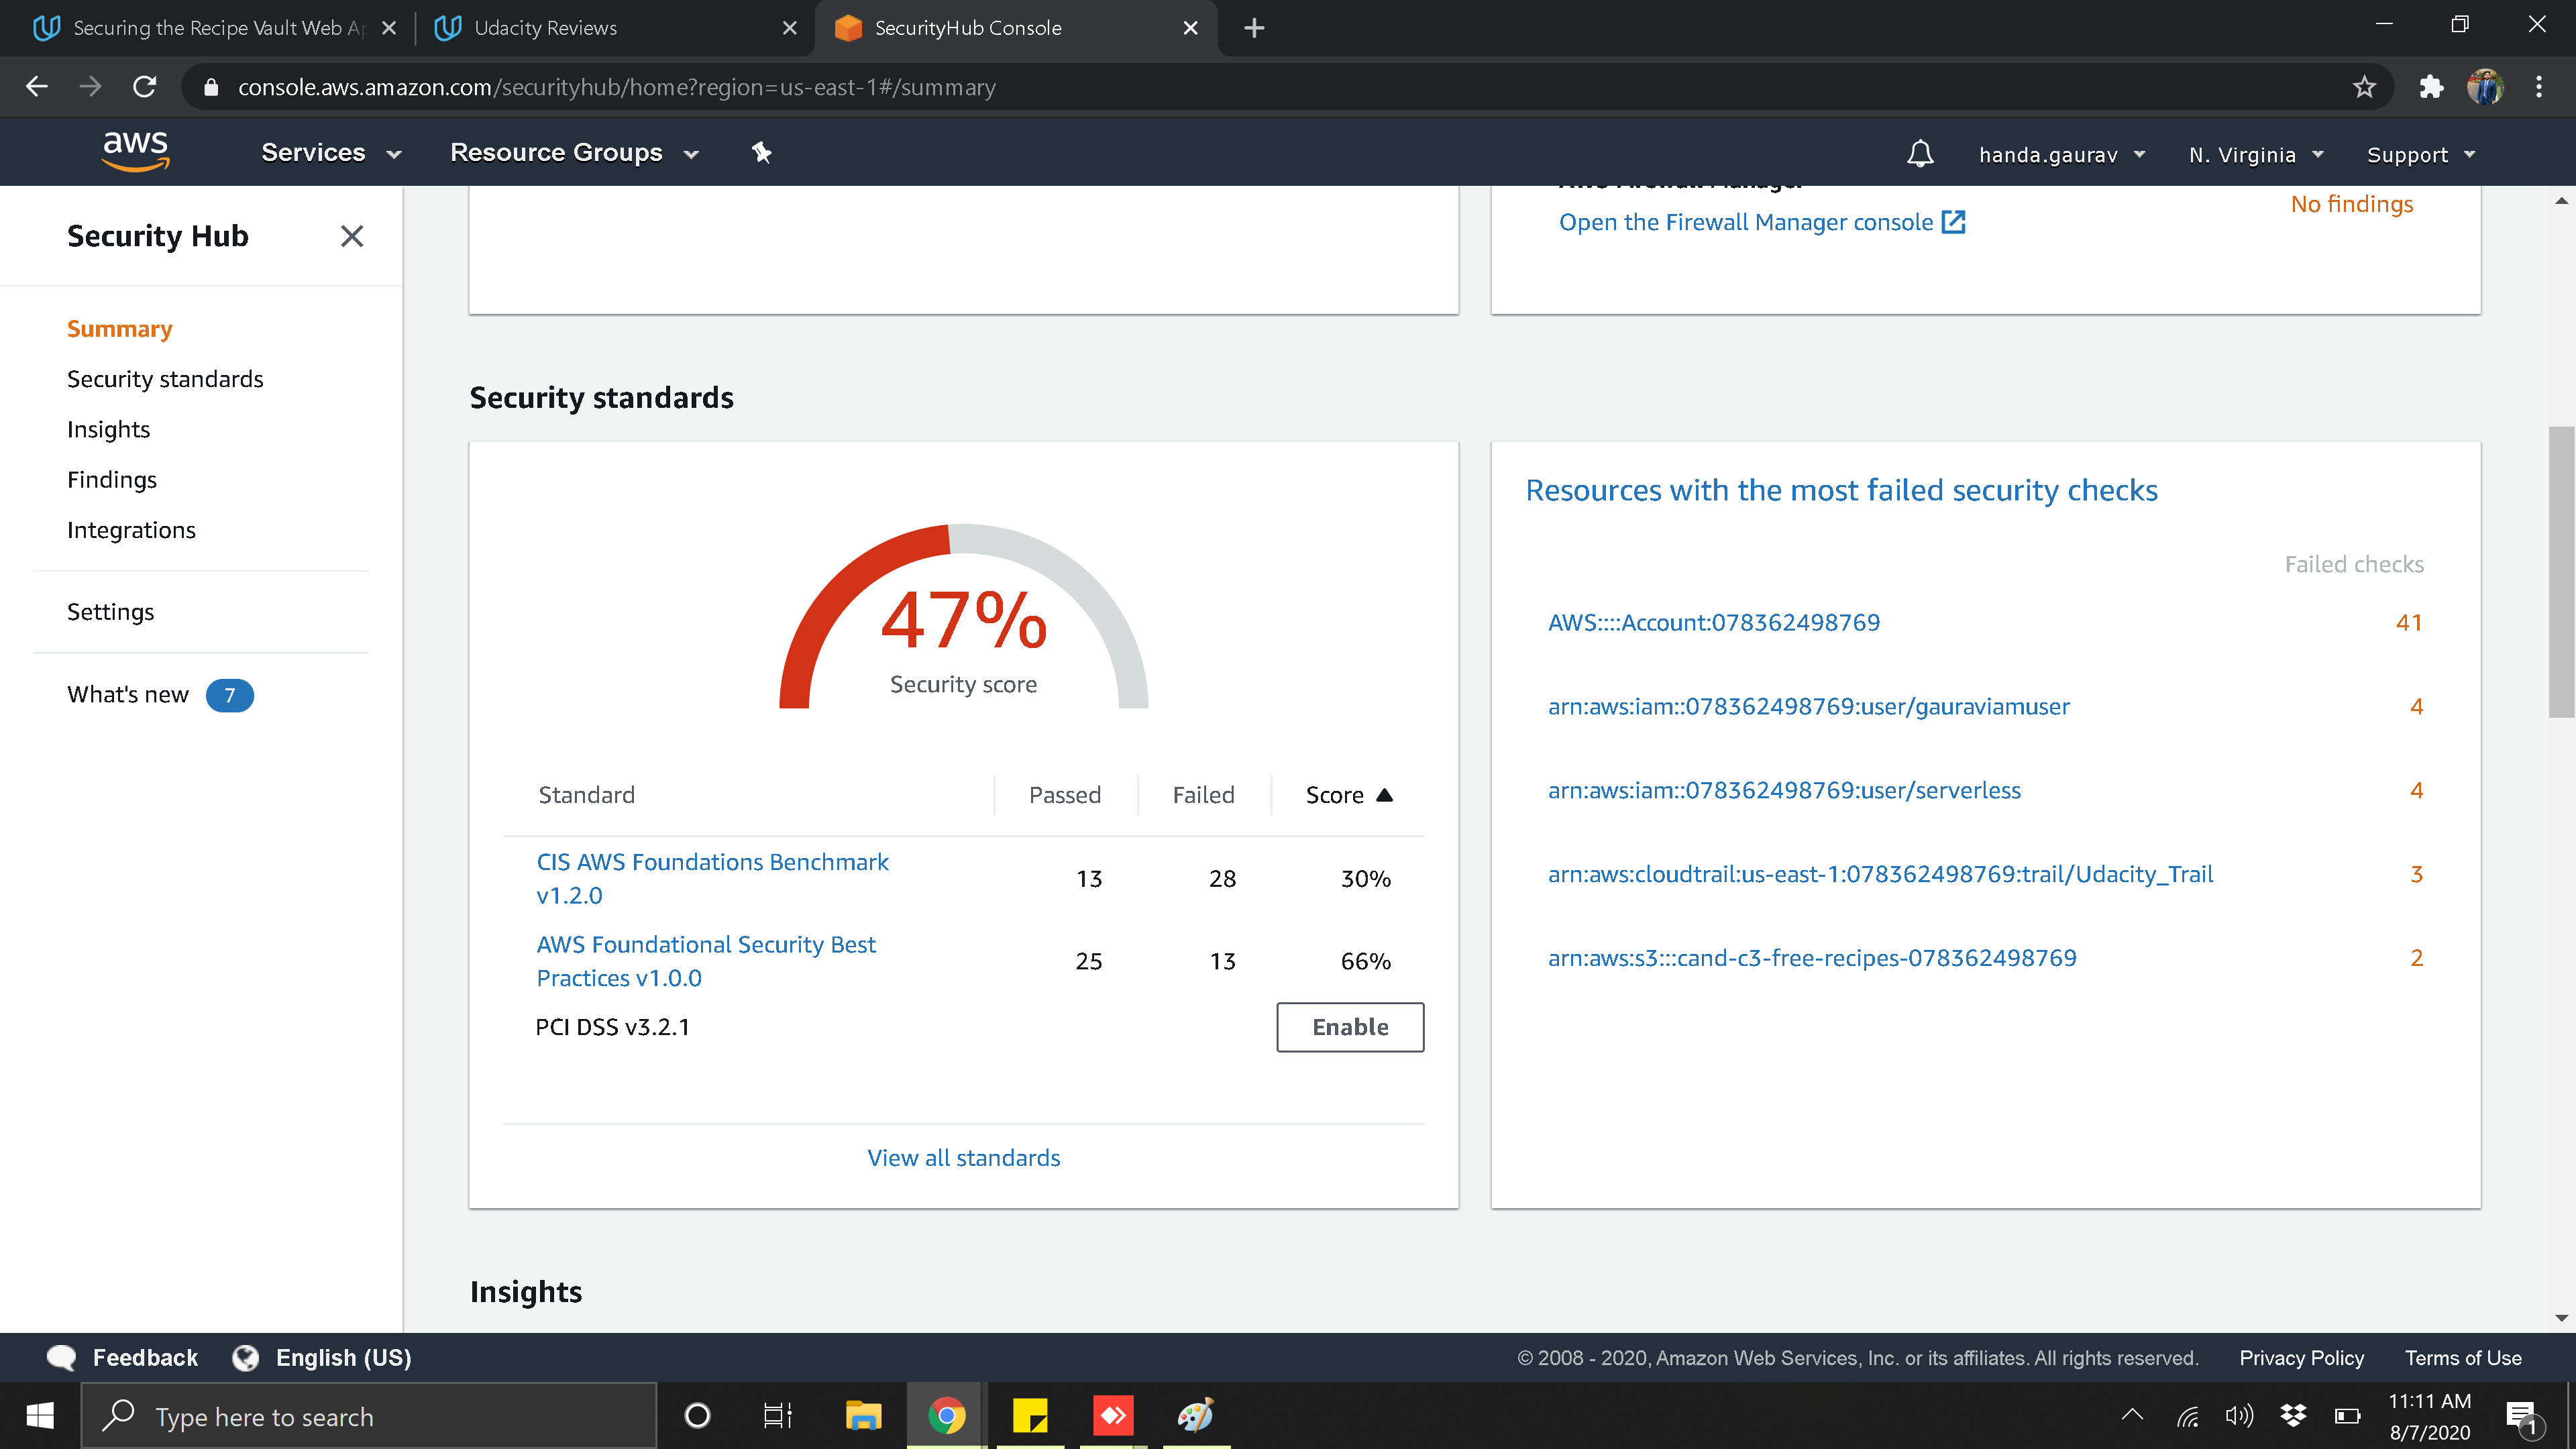 Securing the Recipe Vault Web Ap
Udacity Reviews
SecurityHub Console
console.aws.amazon.com/securityhub/home?region=us-east-1#/summary
aws
Services
Resource Groups
handa.gaurav
N. Virginia
Support
Security Hub
Summary
Security standards
Insights
Findings
Integrations
Settings
What's new 7
AWS Firewall Manager
No findings
Open the Firewall Manager console
Security standards
47%
Security score
Standard Passed Failed Score
CIS AWS Foundations Benchmark
v1.2.0
13 28 30%
AWS Foundational Security Best
Practices v1.0.0
25 13 66%
PCI DSS v3.2.1 Enable
View all standards
Resources with the most failed security checks
Failed checks
AWS::::Account:078362498769 41
arn:aws:iam::078362498769:user/gauraviamuser 4
arn:aws:iam::078362498769:user/serverless 4
arn:aws:cloudtrail:us-east-1:078362498769:trail/Udacity_Trail 3
arn:aws:s3:::cand-c3-free-recipes-078362498769 2
Insights
Feedback
English (US)
© 2008 - 2020, Amazon Web Services, Inc. or its affiliates. All rights reserved.
Privacy Policy
Terms of Use
Type here to search
11:11 AM
8/7/2020
1